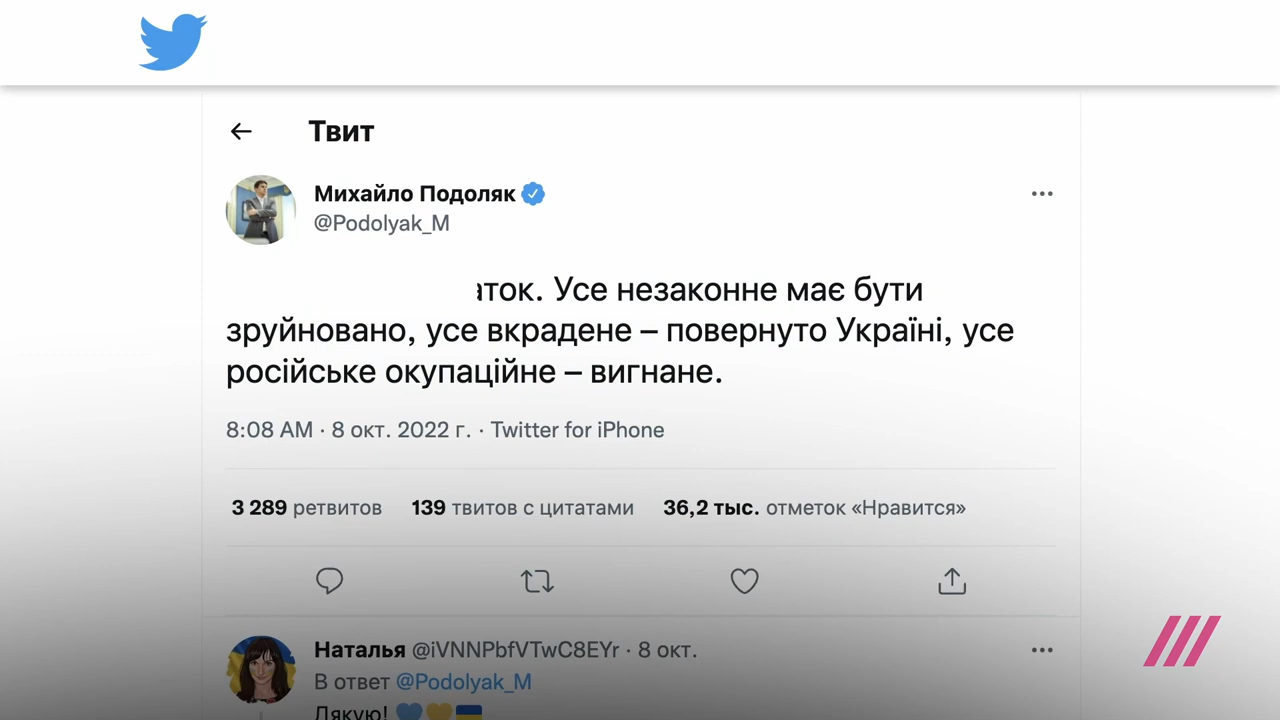 Твит
Михайло Подоляк
@Podolyak_M
аток. Усе незаконне має бути
зруйновано, усе вкрадене – повернуто Україні, усе
російське окупаційне – вигнане.
8:08 AM · 8 окт. 2022 г. · Twitter for iPhone
3 289 ретвитов 139 твитов с цитатами 36,2 тыс. отметок «Нравится»
Наталья @iVNNPbfVTwC8EYr · 8 окт.
В ответ @Podolyak_M
Дякую! 💙💛🇺🇦